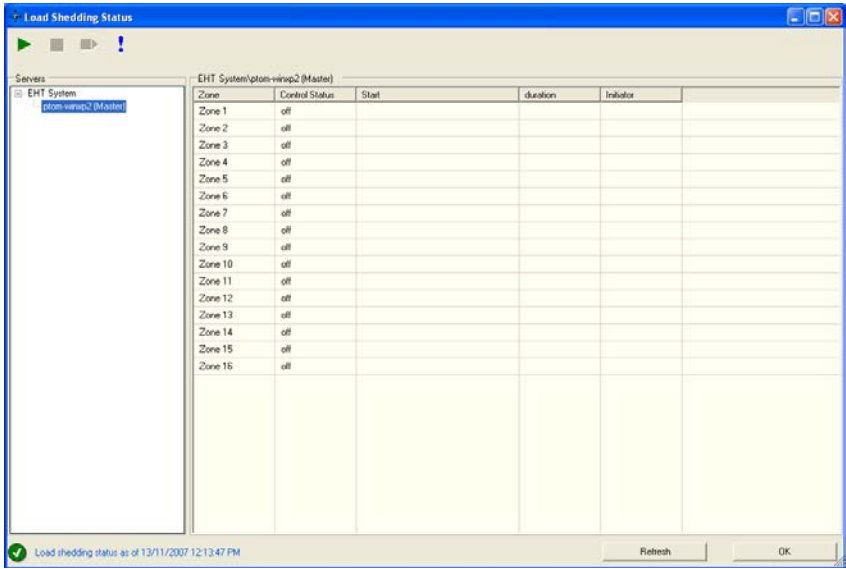 Load Shedding Status
Servers
EHT System\ptom-winxp2 (Master)
EHT System
ptom-winxp2 (Master)
Zone Control Status Start duration Initiator
Zone 1 off
Zone 2 off
Zone 3 off
Zone 4 off
Zone 5 off
Zone 6 off
Zone 7 off
Zone 8 off
Zone 9 off
Zone 10 off
Zone 11 off
Zone 12 off
Zone 13 off
Zone 14 off
Zone 15 off
Zone 16 off
Load shedding status as of 13/11/2007 12:13:47 PM
Refresh
OK